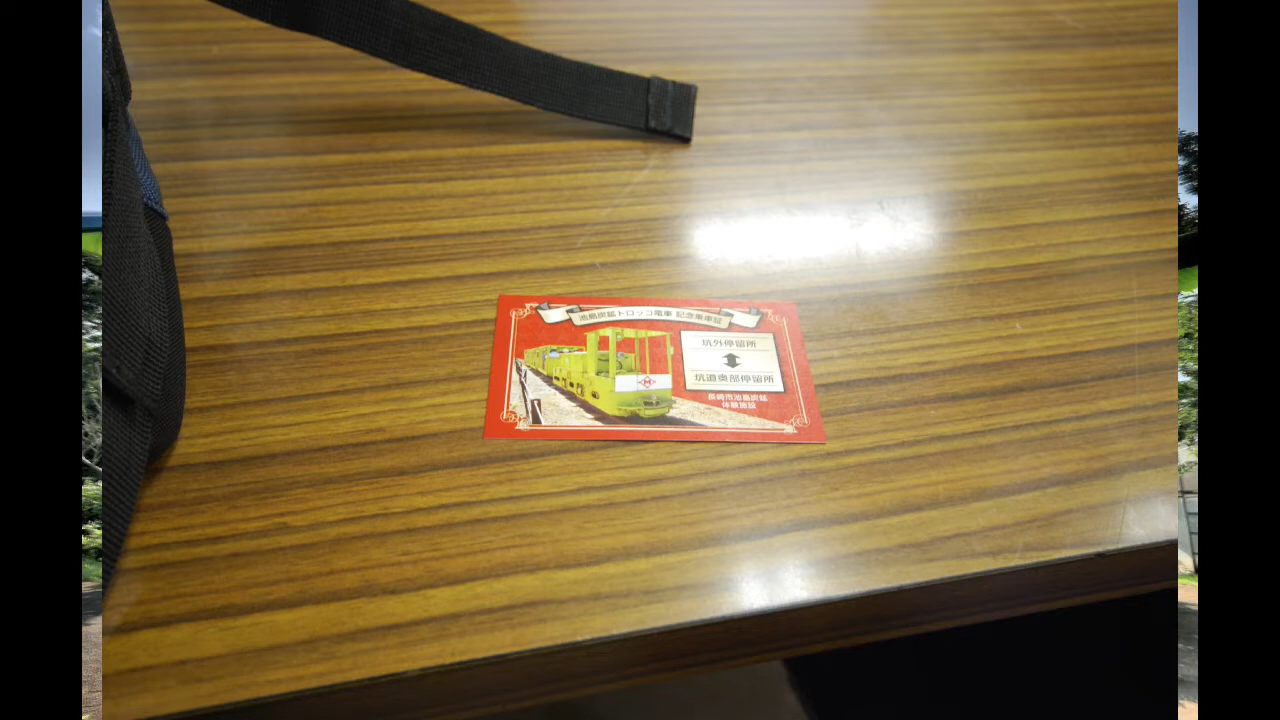 池島炭鉱トロッコ電車 記念乗車証
坑外停留所
坑道奥部停留所
長崎市池島炭鉱
体験施設